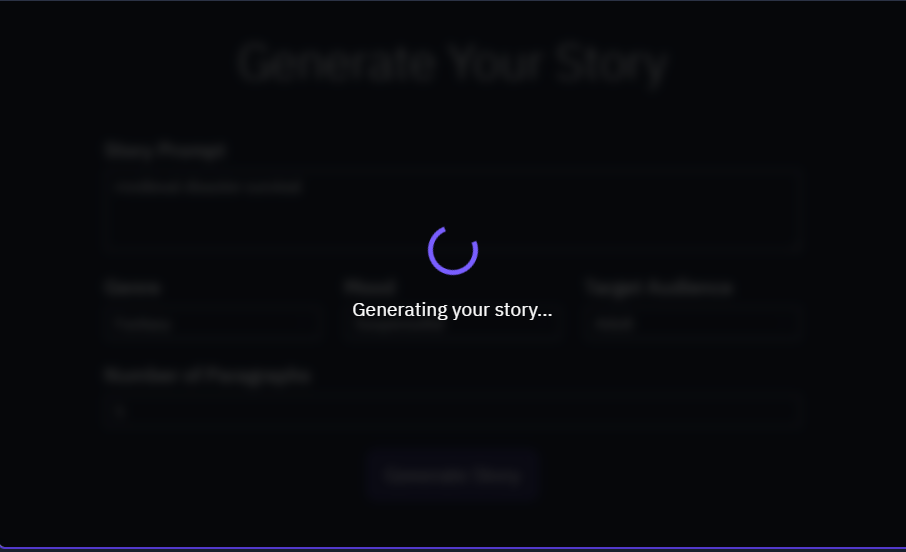 Generate Your Story
Story Prompt
Genre
Mood
Target Audience
Number of Paragraphs
Generating your story...
Generate Story